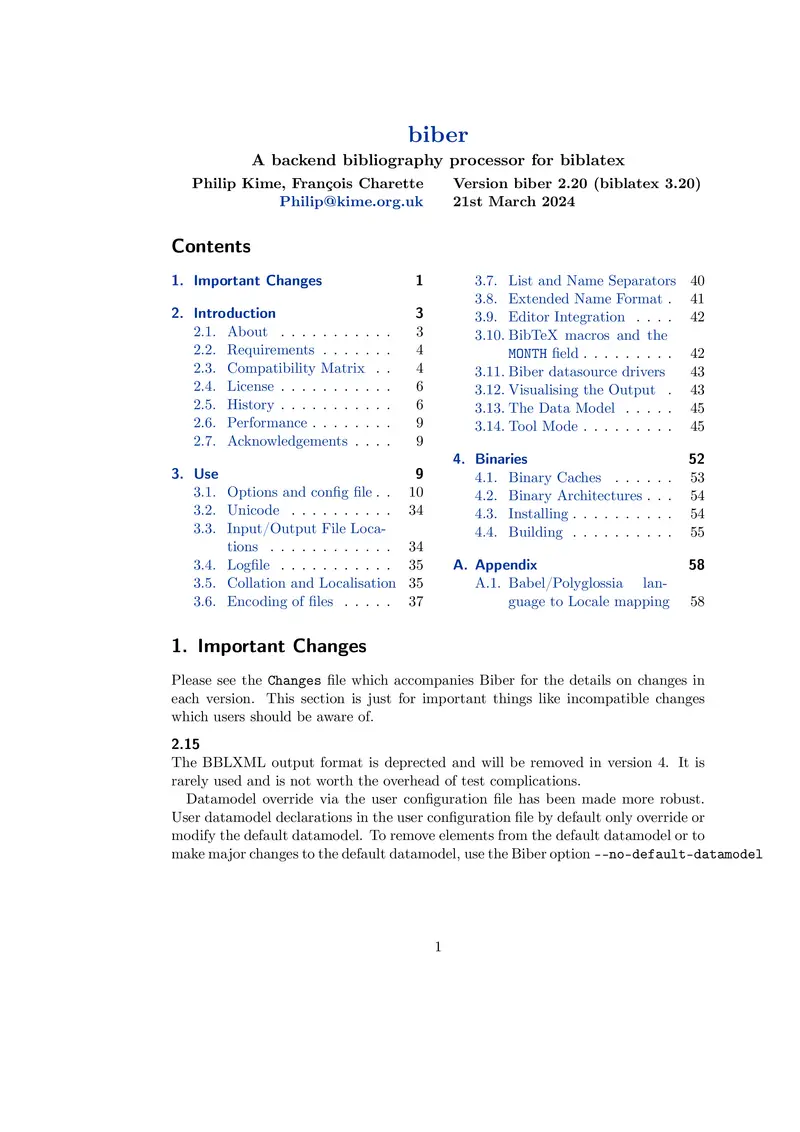 biber
A backend bibliography processor for biblatex
Philip Kime, François Charette
Philip@kime.org.uk
Version biber 2.20 (biblatex 3.20)
21st March 2024
Contents
1. Important Changes 1
2. Introduction 3
2.1. About . . . . . . . . . . . 3
2.2. Requirements . . . . . . . 4
2.3. Compatibility Matrix . . 4
2.4. License . . . . . . . . . . . 6
2.5. History . . . . . . . . . . . 6
2.6. Performance . . . . . . . . 9
2.7. Acknowledgements . . . . 9
3. Use 9
3.1. Options and config file . . 10
3.2. Unicode . . . . . . . . . . 34
3.3. Input/Output File Loca-
tions . . . . . . . . . . . . 34
3.4. Logfile . . . . . . . . . . . 35
3.5. Collation and Localisation 35
3.6. Encoding of files . . . . . 37
3.7. List and Name Separators 40
3.8. Extended Name Format . 41
3.9. Editor Integration . . . . 42
3.10. BibTeX macros and the
MONTH field . . . . . . . . . 42
3.11. Biber datasource drivers 43
3.12. Visualising the Output . 43
3.13. The Data Model . . . . . 45
3.14. Tool Mode . . . . . . . . . 45
4. Binaries 52
4.1. Binary Caches . . . . . . 53
4.2. Binary Architectures . . . 54
4.3. Installing . . . . . . . . . . 54
4.4. Building . . . . . . . . . . 55
A. Appendix 58
A.1. Babel/Polyglossia lan-
guage to Locale mapping 58
1. Important Changes
Please see the Changes file which accompanies Biber for the details on changes in
each version. This section is just for important things like incompatible changes
which users should be aware of.
2.15
The BBLXML output format is deprected and will be removed in version 4. It is
rarely used and is not worth the overhead of test complications.
Datamodel override via the user configuration file has been made more robust.
User datamodel declarations in the user configuration file by default only override or
modify the default datamodel. To remove elements from the default datamodel or to
make major changes to the default datamodel, use the Biber option --no-default-datamodel
1